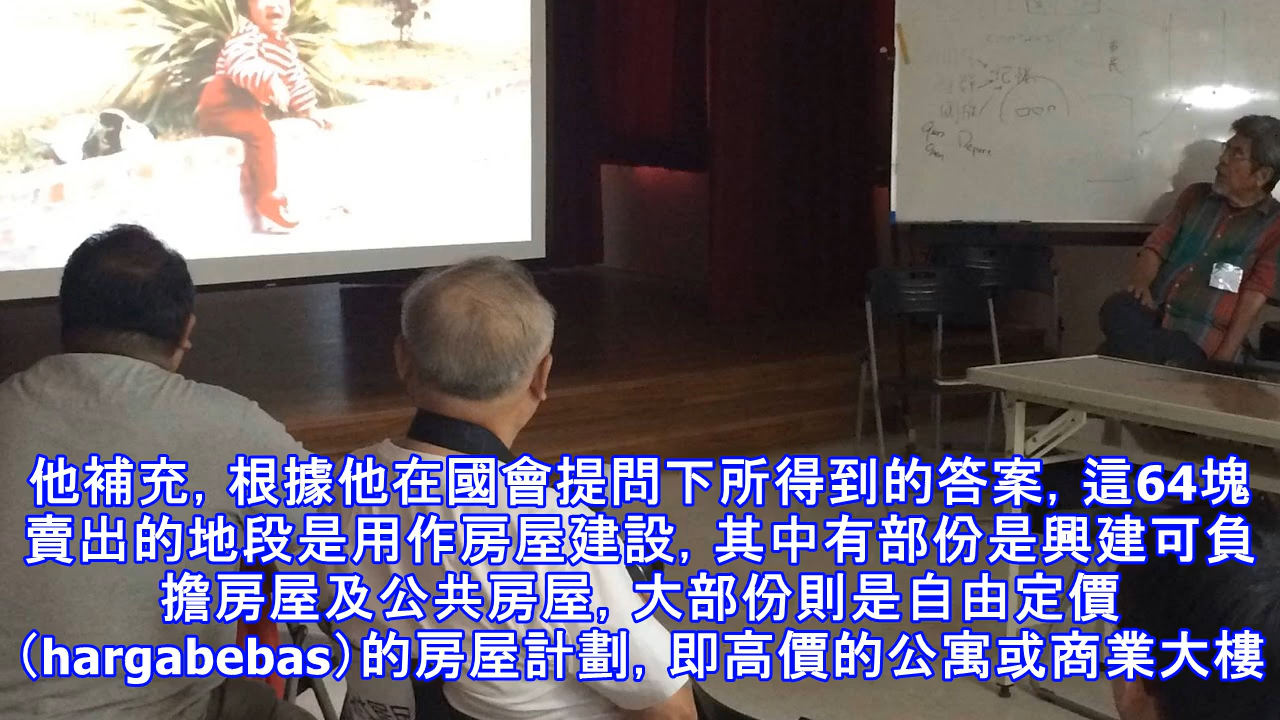 他補充, 根據他在國會提問下所得到的答案, 這64塊
賣出的地段是用作房屋建設, 其中有部份是興建可負
擔房屋及公共房屋, 大部份則是自由定價
(hargabebas)的房屋計劃, 即高價的公寓或商業大樓